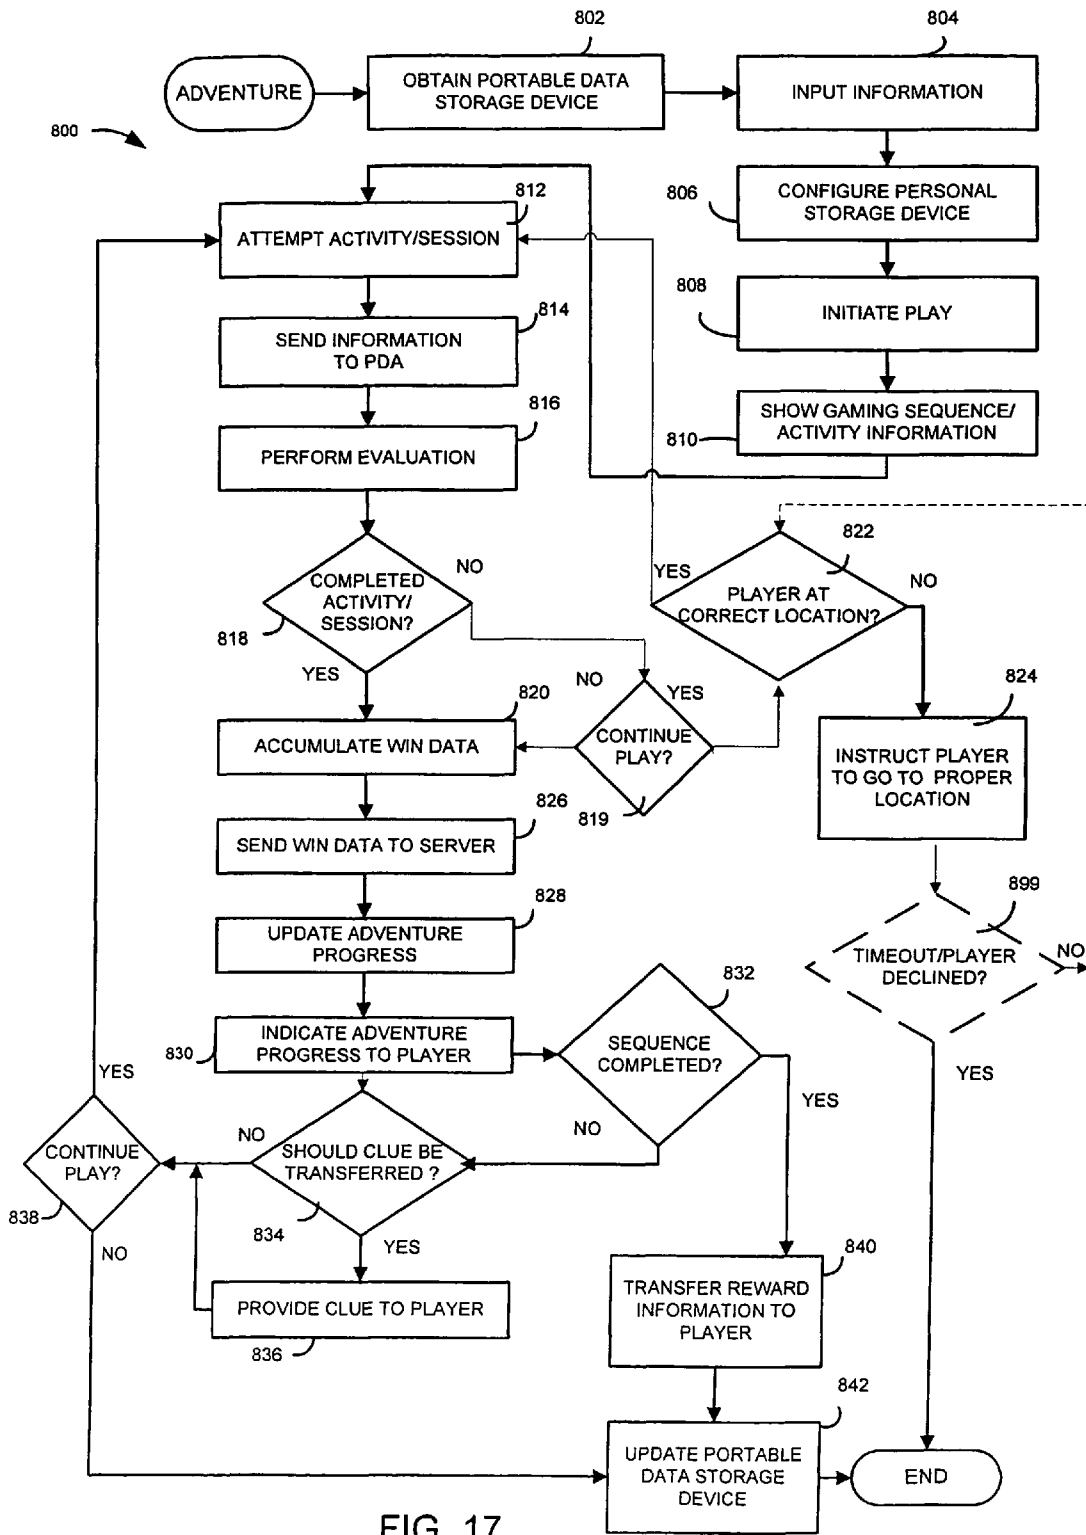 802
804
ADVENTURE
OBTAIN PORTABLE DATA
STORAGE DEVICE
INPUT INFORMATION
800
812
ATTEMPT ACTIVITY/SESSION
806
CONFIGURE PERSONAL
STORAGE DEVICE
814
SEND INFORMATION
TO PDA
808
INITIATE PLAY
816
PERFORM EVALUATION
810
SHOW GAMING SEQUENCE/
ACTIVITY INFORMATION
822
YES
NO
PLAYER AT
CORRECT LOCATION?
NO
COMPLETED
ACTIVITY/
SESSION?
818
YES
NO
YES
820
ACCUMULATE WIN DATA
CONTINUE
PLAY?
819
824
INSTRUCT PLAYER
TO GO TO PROPER
LOCATION
826
SEND WIN DATA TO SERVER
828
UPDATE ADVENTURE
PROGRESS
899
TIMEOUT/PLAYER
DECLINED?
NO
YES
832
830
INDICATE ADVENTURE
PROGRESS TO PLAYER
SEQUENCE
COMPLETED?
YES
NO
YES
CONTINUE
PLAY?
838
NO
NO
SHOULD CLUE BE
TRANSFERRED ?
834
YES
PROVIDE CLUE TO PLAYER
836
840
TRANSFER REWARD
INFORMATION TO
PLAYER
842
UPDATE PORTABLE
DATA STORAGE
DEVICE
END
FIG. 17